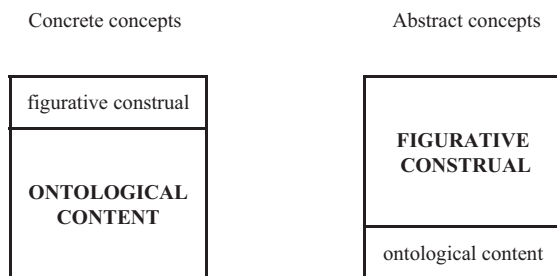 Concrete concepts
Abstract concepts
figurative construal
ONTOLOGICAL
CONTENT
FIGURATIVE
CONSTRUAL
ontological content